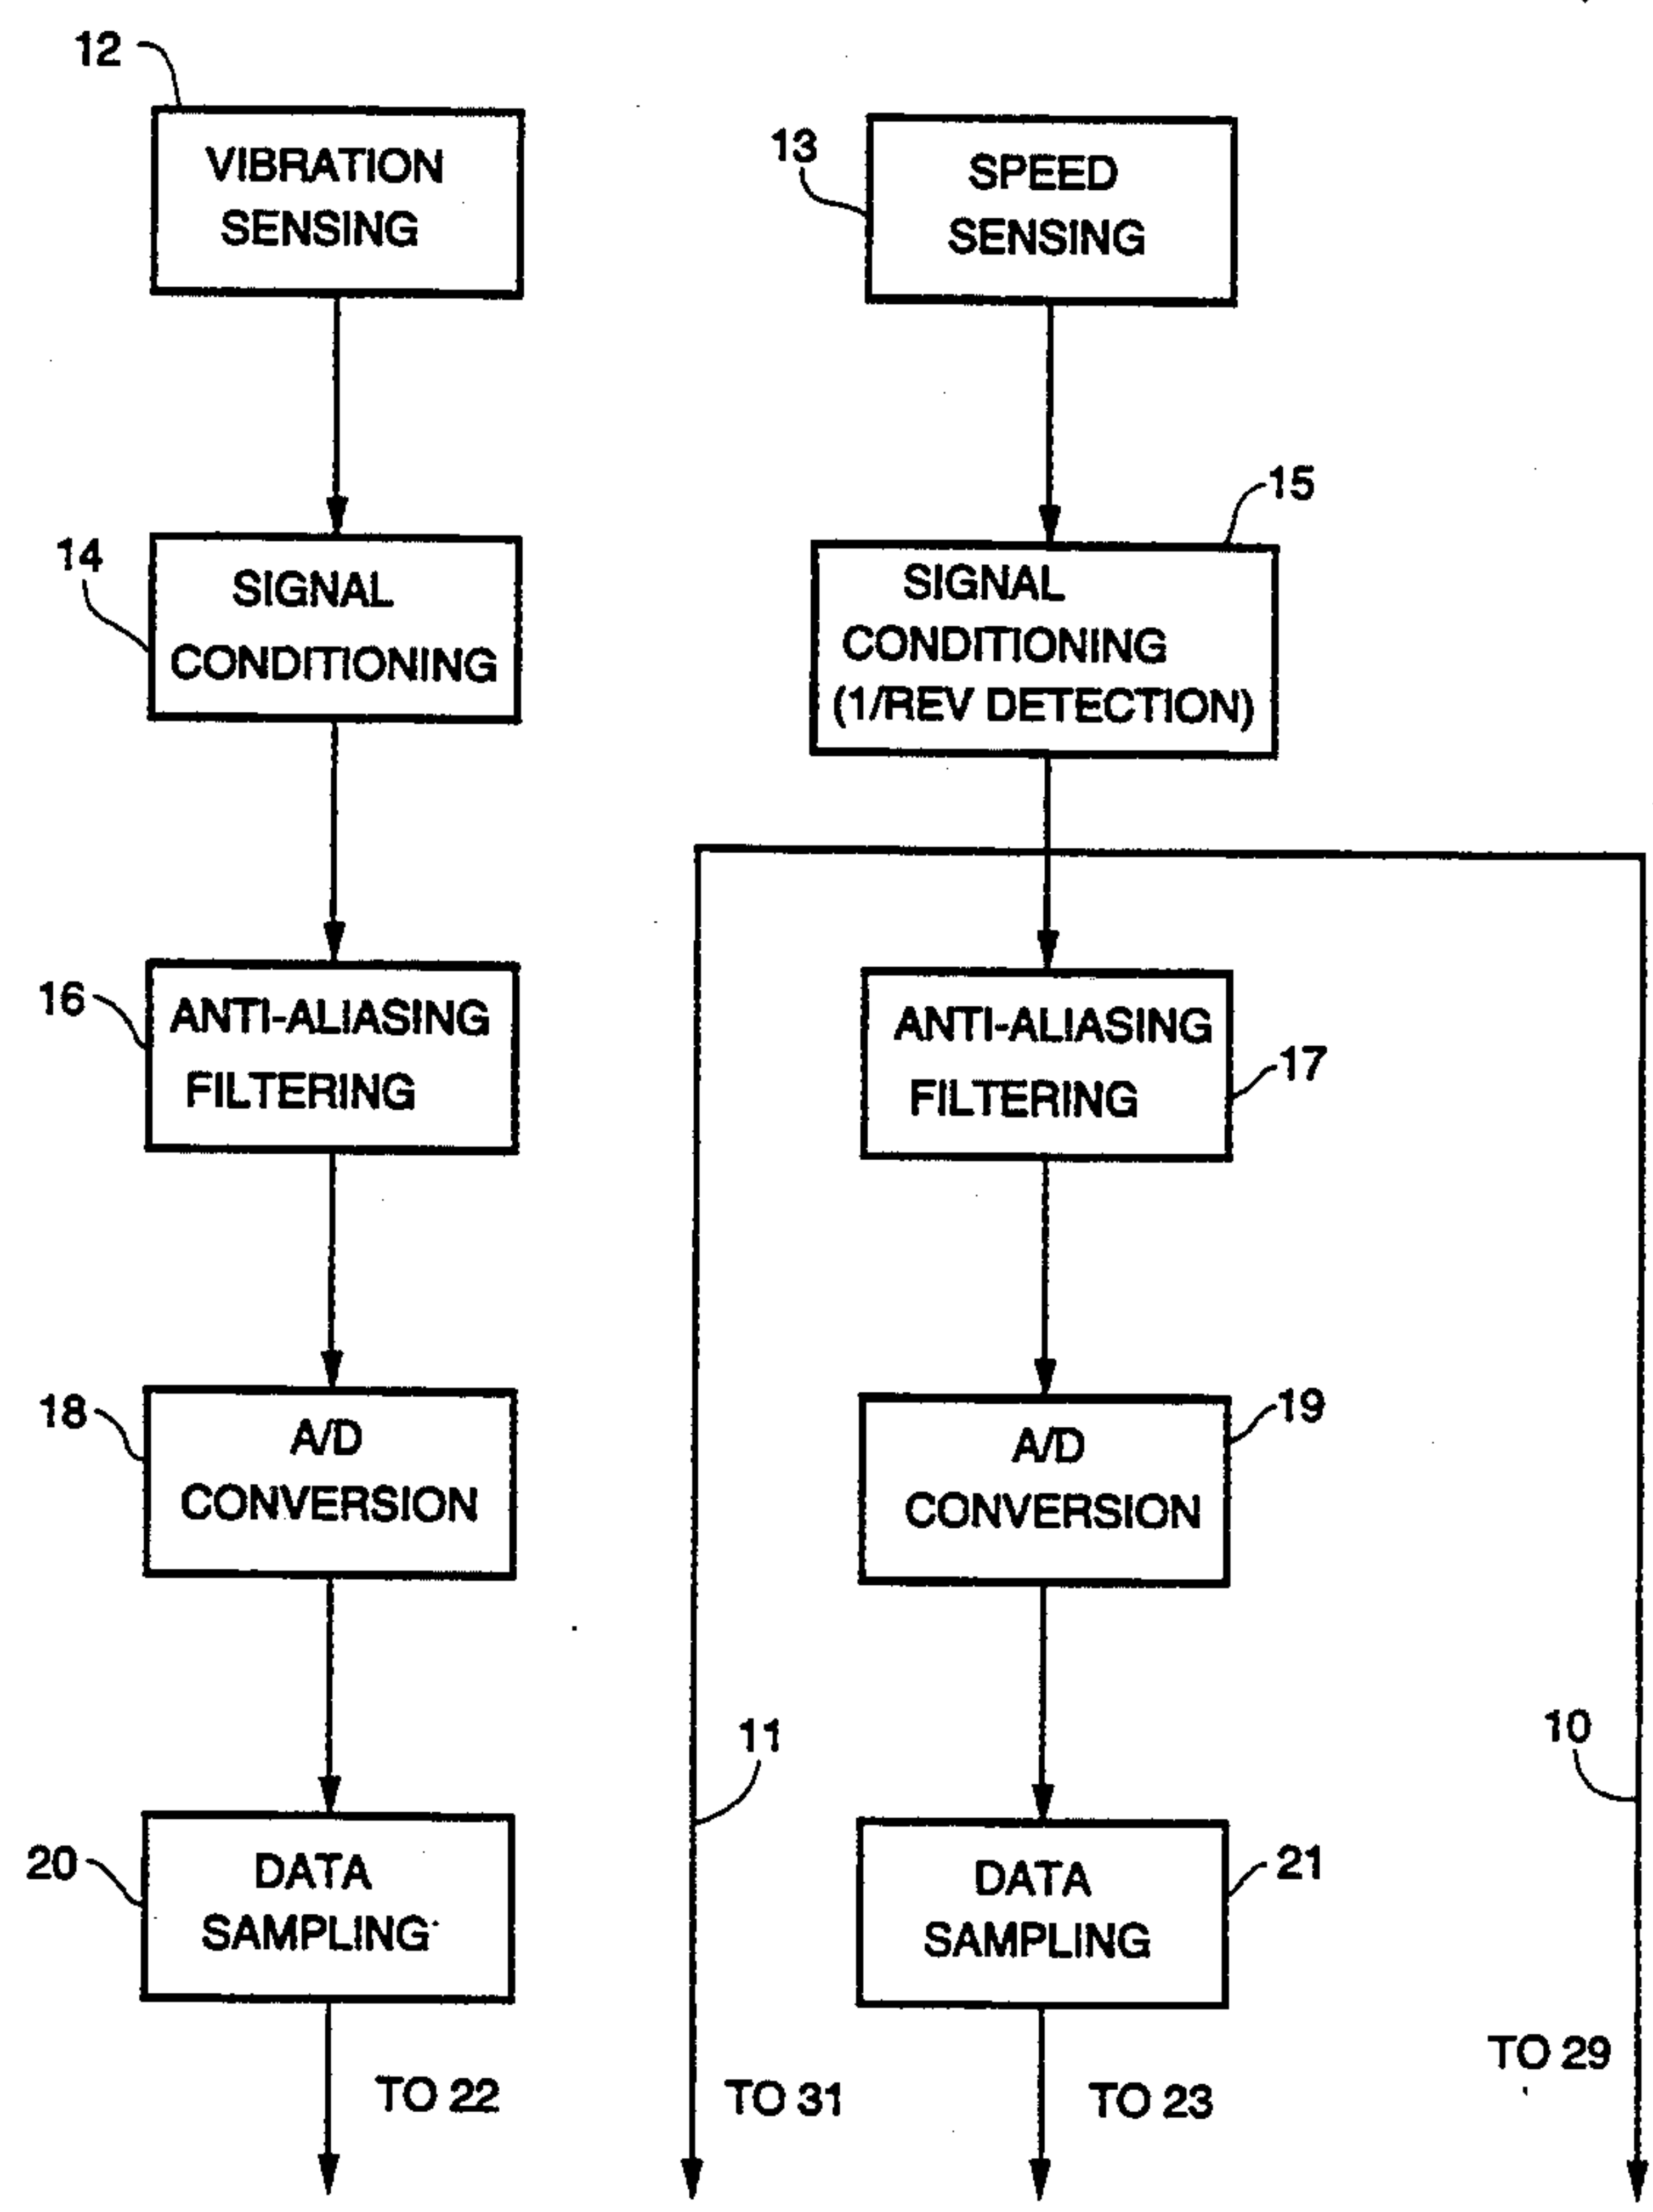 12
VIBRATION
SENSING
13
SPEED
SENSING
14
SIGNAL
CONDITIONING
15
SIGNAL
CONDITIONING
(1/REV DETECTION)
16
ANTI-ALIASING
FILTERING
ANTI-ALIASING
FILTERING
17
18
A/D
CONVERSION
A/D
CONVERSION
19
11
10
20
DATA
SAMPLING
DATA
SAMPLING
21
TO 22
TO 31
TO 23
TO 29